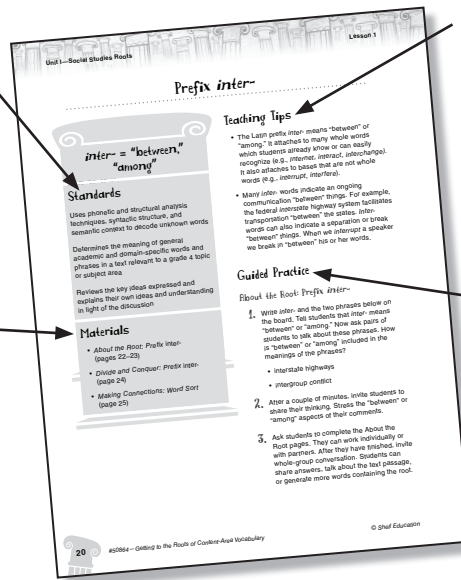 Unit I—Social Studies Roots
Lesson 1
Prefix inter-
inter- = "between,"
"among"
Standards
Uses phonetic and structural analysis
techniques, syntactic structure, and
semantic context to decode unknown words
Determines the meaning of general
academic and domain-specific words and
phrases in a text relevant to a grade 4 topic
or subject area
Reviews the key ideas expressed and
explains their own ideas and understanding
in light of the discussion
Materials
• About the Root: Prefix inter-
(pages 22–23)
• Divide and Conquer: Prefix inter-
(page 24)
• Making Connections: Word Sort
(page 25)
Teaching Tips
• The Latin prefix inter- means "between" or
"among." It attaches to many whole words
which students already know or can easily
recognize (e.g., Internet, interact, interchange).
It also attaches to bases that are not whole
words (e.g., interrupt, interfere).
• Many inter- words indicate an ongoing
communication "between" things. For example,
the federal interstate highway system facilitates
transportation "between" the states. Inter-
words can also indicate a separation or break
"between" things. When we interrupt a speaker
we break in "between" his or her words.
Guided Practice
About the Root: Prefix inter-
1. Write inter- and the two phrases below on
the board. Tell students that inter- means
"between" or "among." Now ask pairs of
students to talk about these phrases. How
is "between" or "among" included in the
meanings of the phrases?
• interstate highways
• intergroup conflict
2. After a couple of minutes, invite students to
share their thinking. Stress the "between" or
"among" aspects of their comments.
3. Ask students to complete the About the
Root pages. They can work individually or
with partners. After they have finished, invite
whole-group conversation. Students can
share answers, talk about the text passage,
or generate more words containing the root.
20
#50864—Getting to the Roots of Content-Area Vocabulary
© Shell Education